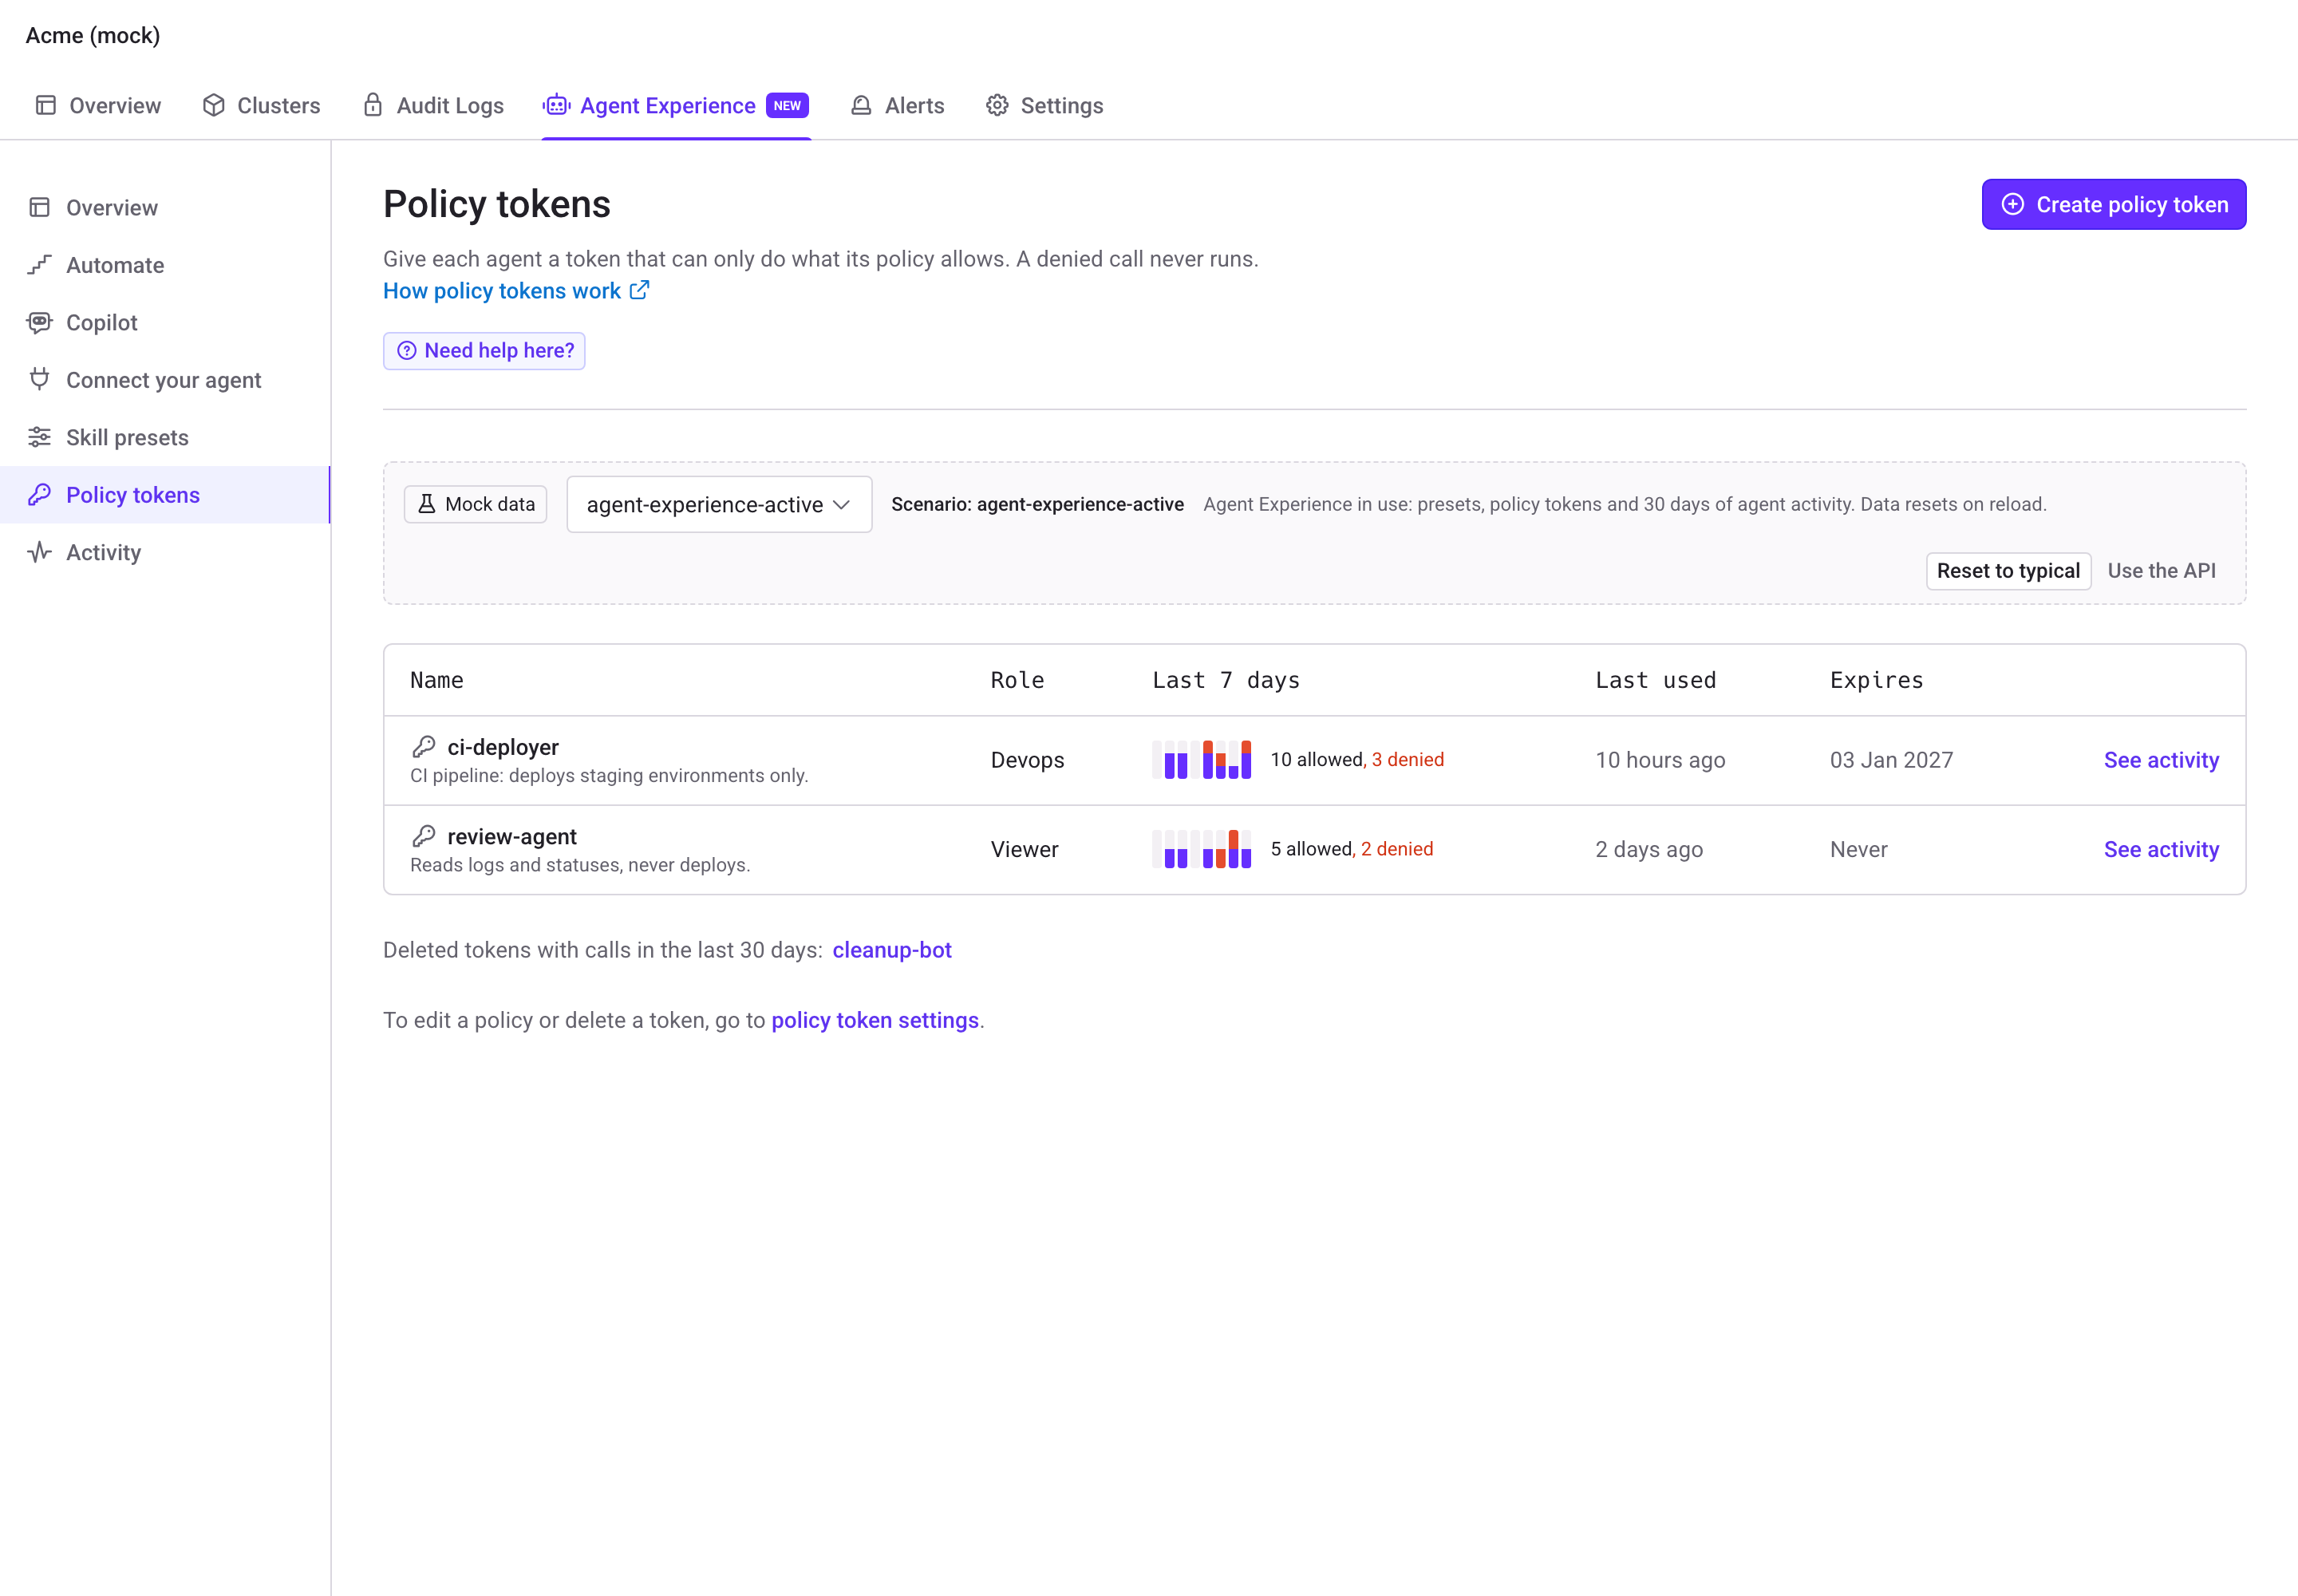 Acme (mock)
Overview
Clusters
Audit Logs
Agent Experience NEW
Alerts
Settings
Overview
Automate
Copilot
Connect your agent
Skill presets
Policy tokens
Activity
Policy tokens
Create policy token
Give each agent a token that can only do what its policy allows. A denied call never runs.
How policy tokens work
Need help here?
Mock data
agent-experience-active
Scenario: agent-experience-active Agent Experience in use: presets, policy tokens and 30 days of agent activity. Data resets on reload.
Reset to typical
Use the API
Name Role Last 7 days Last used Expires
ci-deployer
CI pipeline: deploys staging environments only.
Devops
10 allowed, 3 denied
10 hours ago
03 Jan 2027
See activity
review-agent
Reads logs and statuses, never deploys.
Viewer
5 allowed, 2 denied
2 days ago
Never
See activity
Deleted tokens with calls in the last 30 days: cleanup-bot
To edit a policy or delete a token, go to policy token settings.